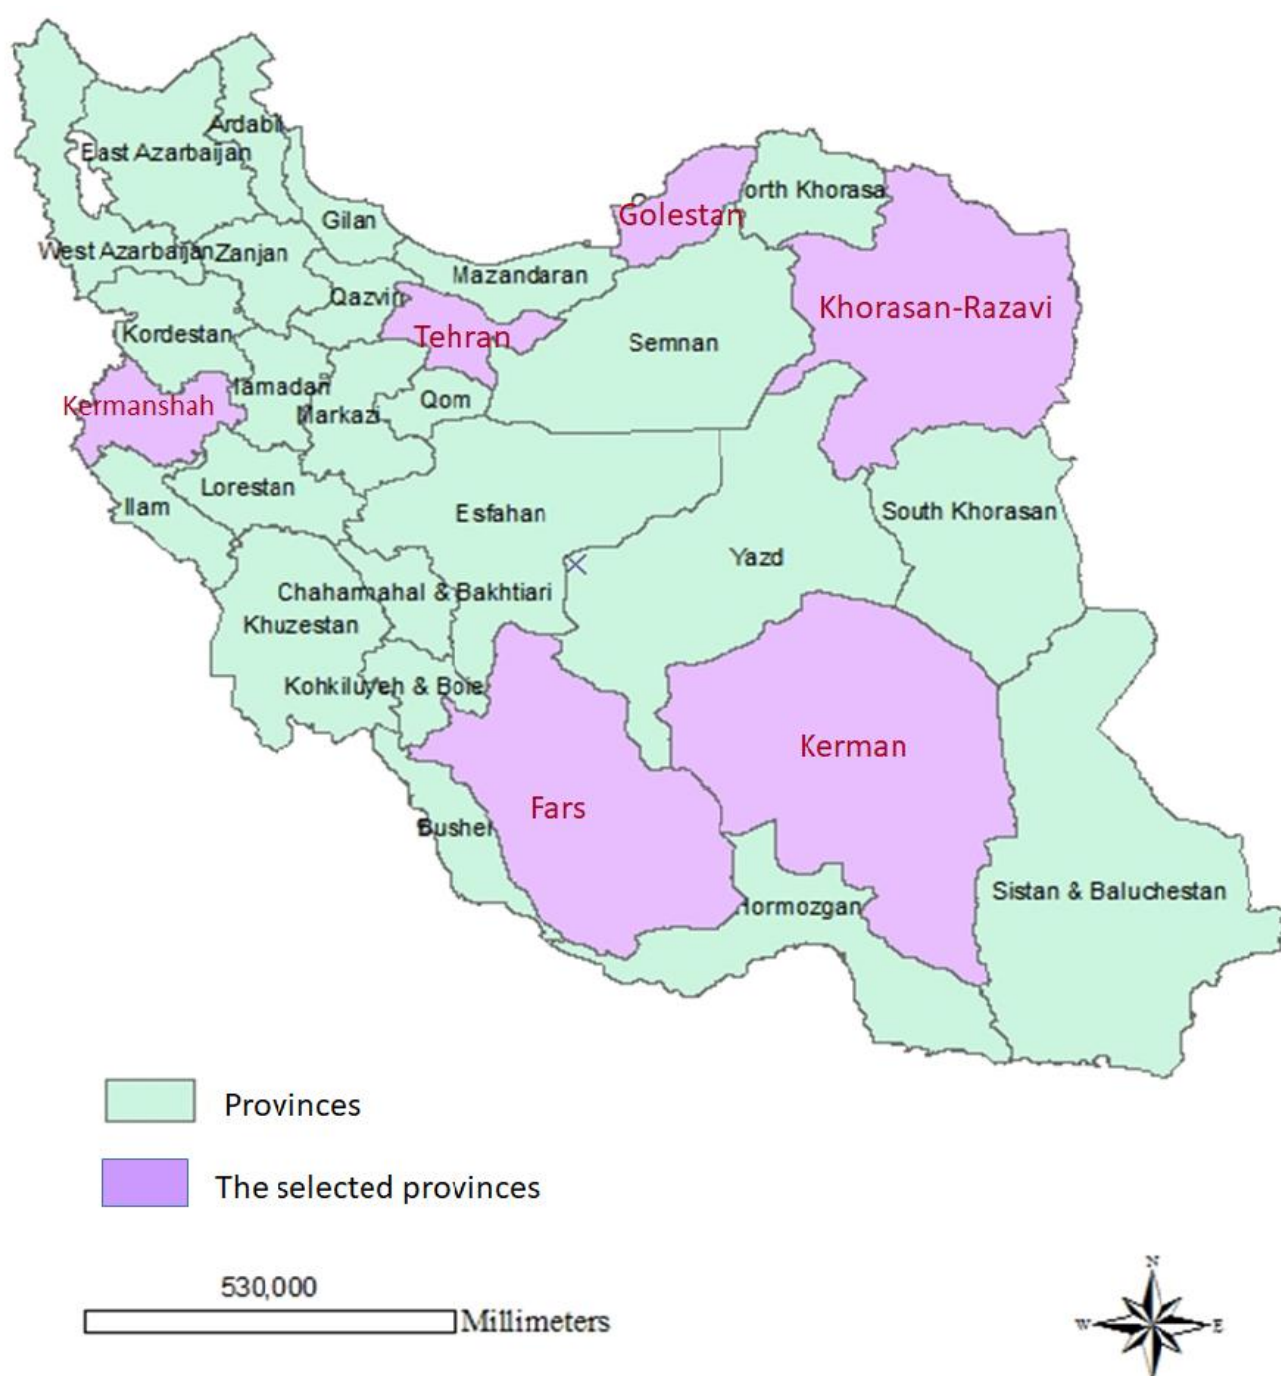 Ardabil
East Azarbaijan
orth Khorasa
Gilan
Golestan
West Azarbaijan
Zanjan
Mazandaran
Qazvin
Khorasan-Razavi
Kordestan
Tehran
Semnan
Hamadan
Kermanshah
Markazi
Qom
Lorestan
Ilam
Esfahan
South Khorasan
Yazd
Chaharmahal & Bakhtiari
Khuzestan
Kohkiluyeh & Boie
Kerman
Fars
Busher
Hormozgan
Sistan & Baluchestan
Provinces
The selected provinces
530,000
Millimeters
N
W
E